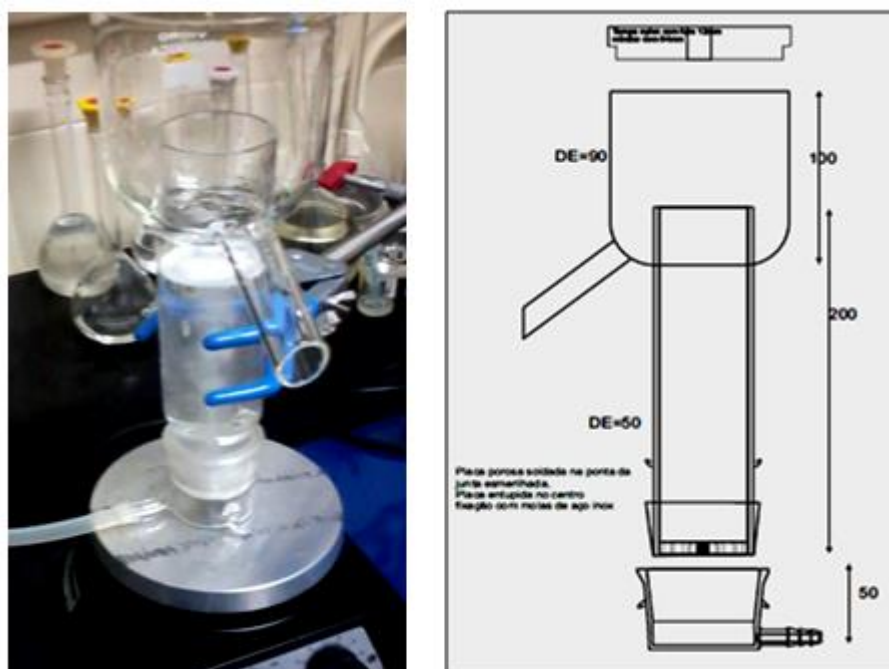 DE=90
100
200
DE=50
Placa porosa soldada na ponta da
junta esmerilhada.
Placa entupida no centro
fixação com molas de aço inox
50